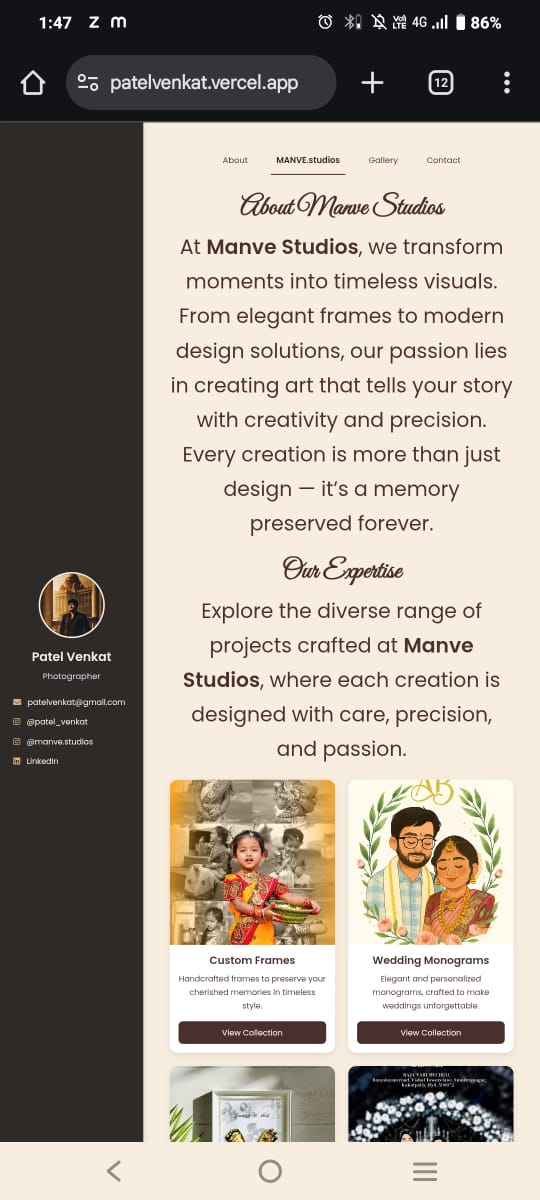 1:47 Z m
Vo) LTE 4G 86%
patelvenkat.vercel.app
12
About MANVE.studios Gallery Contact
About Manve Studios
At Manve Studios, we transform
moments into timeless visuals.
From elegant frames to modern
design solutions, our passion lies
in creating art that tells your story
with creativity and precision.
Every creation is more than just
design — it’s a memory
preserved forever.
Our Expertise
Explore the diverse range of
projects crafted at Manve
Studios, where each creation is
designed with care, precision,
and passion.
Patel Venkat
Photographer
patelvenkat@gmail.com
@patel_venkat
@manve.studios
LinkedIn
AB
Custom Frames
Handcrafted frames to preserve your
cherished memories in timeless
style.
View Collection
Wedding Monograms
Elegant and personalized
monograms, crafted to make
weddings unforgettable.
View Collection